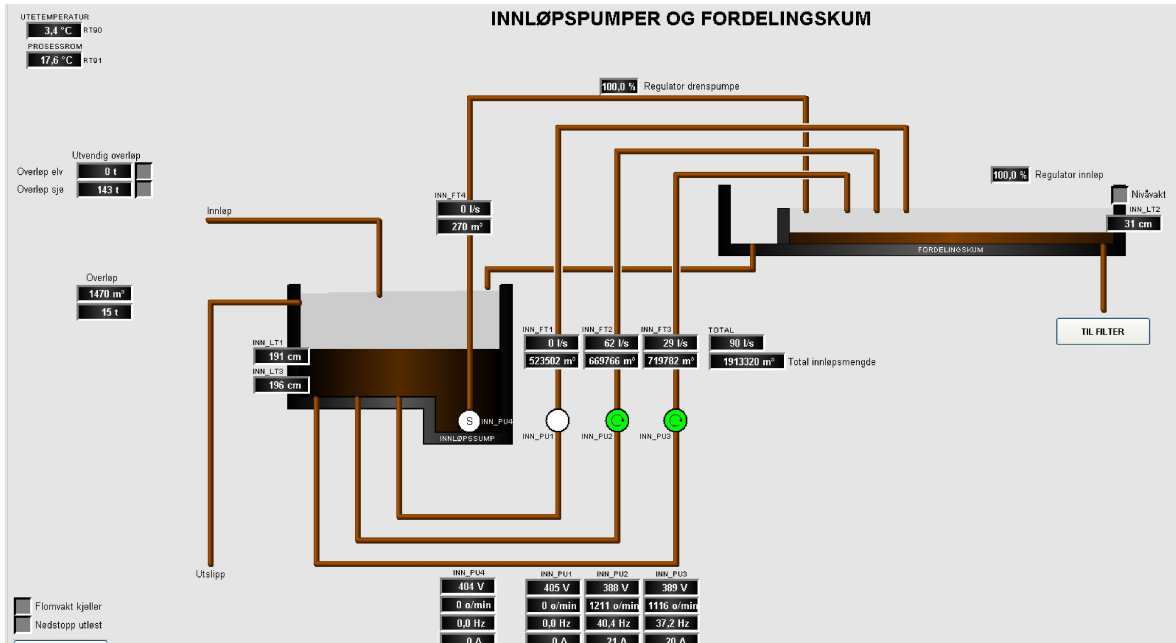 INNLØPSPUMPER OG FORDELINGSKUM
UTETEMPERATUR
3,4 °C RT90
PROSESSROM
17,6 °C RT91
100,0 % Regulator drenspumpe
Utvendig overløp
Overløp elv 0 t
Overløp sjø 143 t
100,0 % Regulator innløp
Nivåvakt
INN_LT2
31 cm
INN_FT4
0 l/s
270 m³
Innløp
FORDELINGSKUM
Overløp
1470 m³
15 t
TIL FILTER
INN_FT1 INN_FT2 INN_FT3 TOTAL
0 l/s 62 l/s 29 l/s 90 l/s
523502 m³ 669766 m³ 719782 m³ 1913320 m³ Total innløpsmengde
INN_LT1
191 cm
INN_LT3
196 cm
S INN_PU4
INNLØPSSUMP
INN_PU1 INN_PU2 INN_PU3
Utslipp
INN_PU4 INN_PU1 INN_PU2 INN_PU3
404 V 405 V 388 V 389 V
0 o/min 0 o/min 1211 o/min 1116 o/min
0,0 Hz 0,0 Hz 40,4 Hz 37,2 Hz
0 A 0 A 21 A 20 A
Flomvakt kjeller
Nødstopp utløst